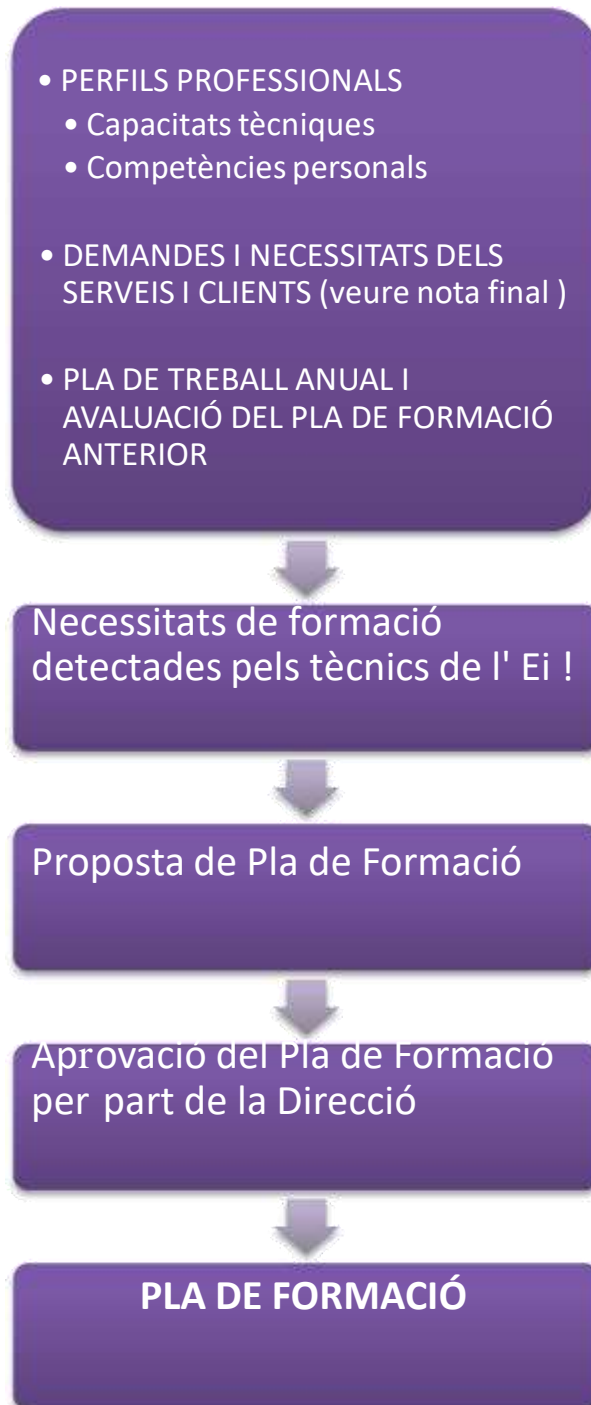 • PERFILS PROFESSIONALS
• Capacitats tècniques
• Competències personals
• DEMANDES I NECESSITATS DELS
SERVEIS I CLIENTS (veure nota final )
• PLA DE TREBALL ANUAL I
AVALUACIÓ DEL PLA DE FORMACIÓ
ANTERIOR
Necessitats de formació
detectades pels tècnics de l' Ei !
Proposta de Pla de Formació
Aprovació del Pla de Formació
per part de la Direcció
PLA DE FORMACIÓ